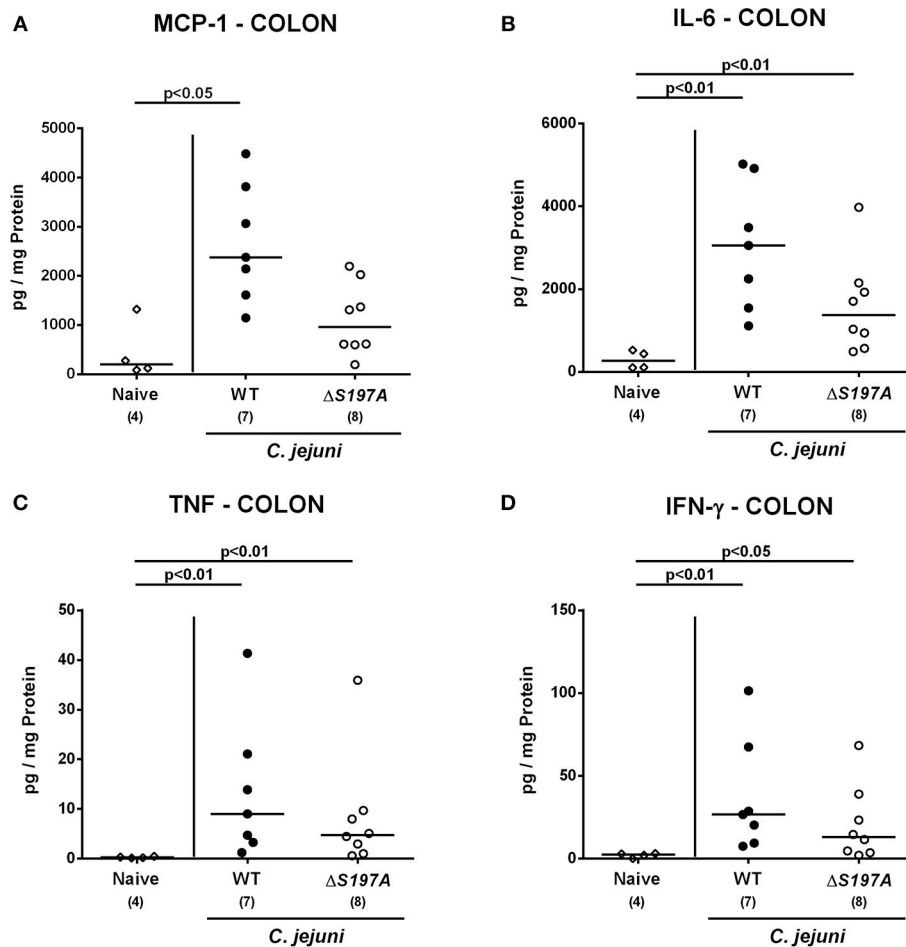 A
MCP-1 - COLON
p<0.05
5000
4000
3000
2000
1000
0
pg / mg Protein
Naive
WT
ΔS197A
(4)
(7)
(8)
C. jejuni
B
IL-6 - COLON
p<0.01
p<0.01
6000
4000
2000
0
pg / mg Protein
Naive
WT
ΔS197A
(4)
(7)
(8)
C. jejuni
C
TNF - COLON
p<0.01
p<0.01
50
40
30
20
10
0
pg / mg Protein
Naive
WT
ΔS197A
(4)
(7)
(8)
C. jejuni
D
IFN-γ - COLON
p<0.05
p<0.01
150
100
50
0
pg / mg Protein
Naive
WT
ΔS197A
(4)
(7)
(8)
C. jejuni